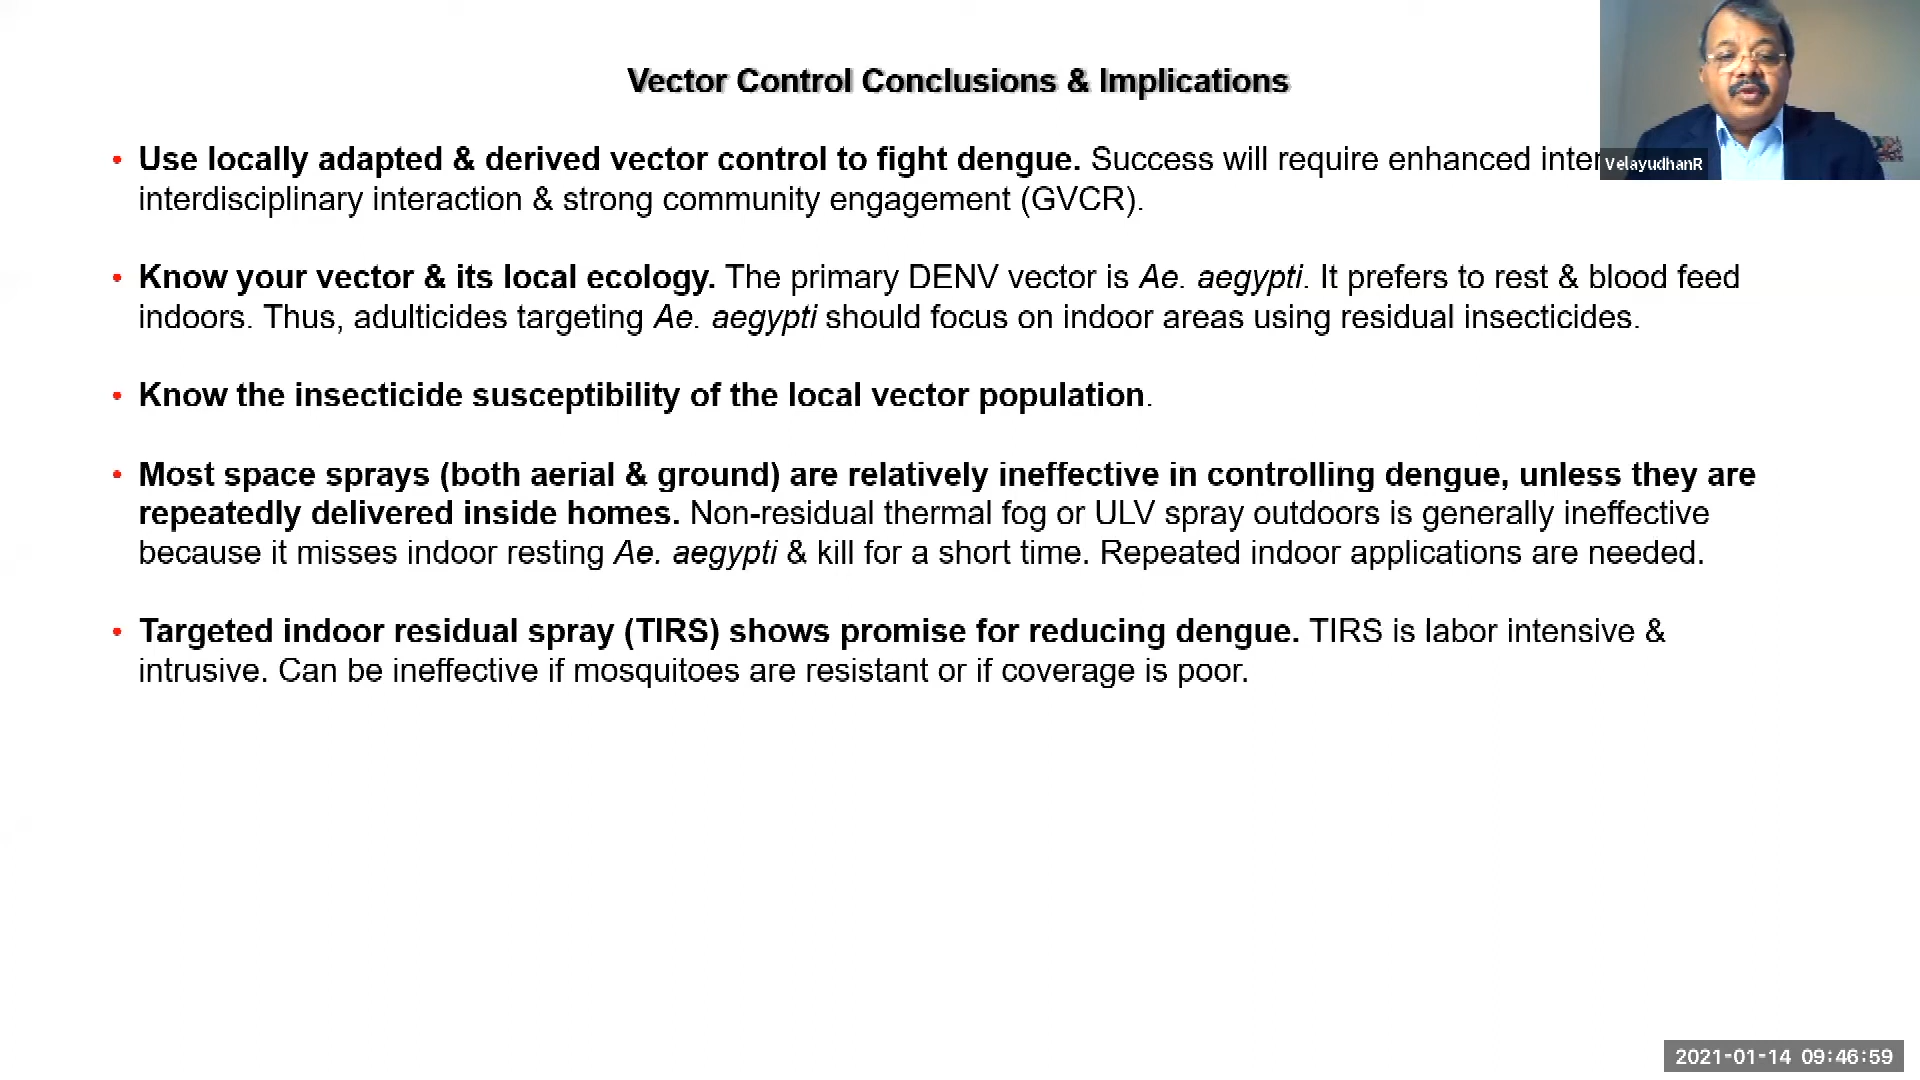 Vector Control Conclusions & Implications
• Use locally adapted & derived vector control to fight dengue. Success will require enhanced
interdisciplinary interaction & strong community engagement (GVCR).
• Know your vector & its local ecology. The primary DENV vector is Ae. aegypti. It prefers to rest & blood feed
indoors. Thus, adulticides targeting Ae. aegypti should focus on indoor areas using residual insecticides.
• Know the insecticide susceptibility of the local vector population.
• Most space sprays (both aerial & ground) are relatively ineffective in controlling dengue, unless they are
repeatedly delivered inside homes. Non-residual thermal fog or ULV spray outdoors is generally ineffective
because it misses indoor resting Ae. aegypti & kill for a short time. Repeated indoor applications are needed.
• Targeted indoor residual spray (TIRS) shows promise for reducing dengue. TIRS is labor intensive &
intrusive. Can be ineffective if mosquitoes are resistant or if coverage is poor.
VelayudhanR
2021-01-14 09:46:59